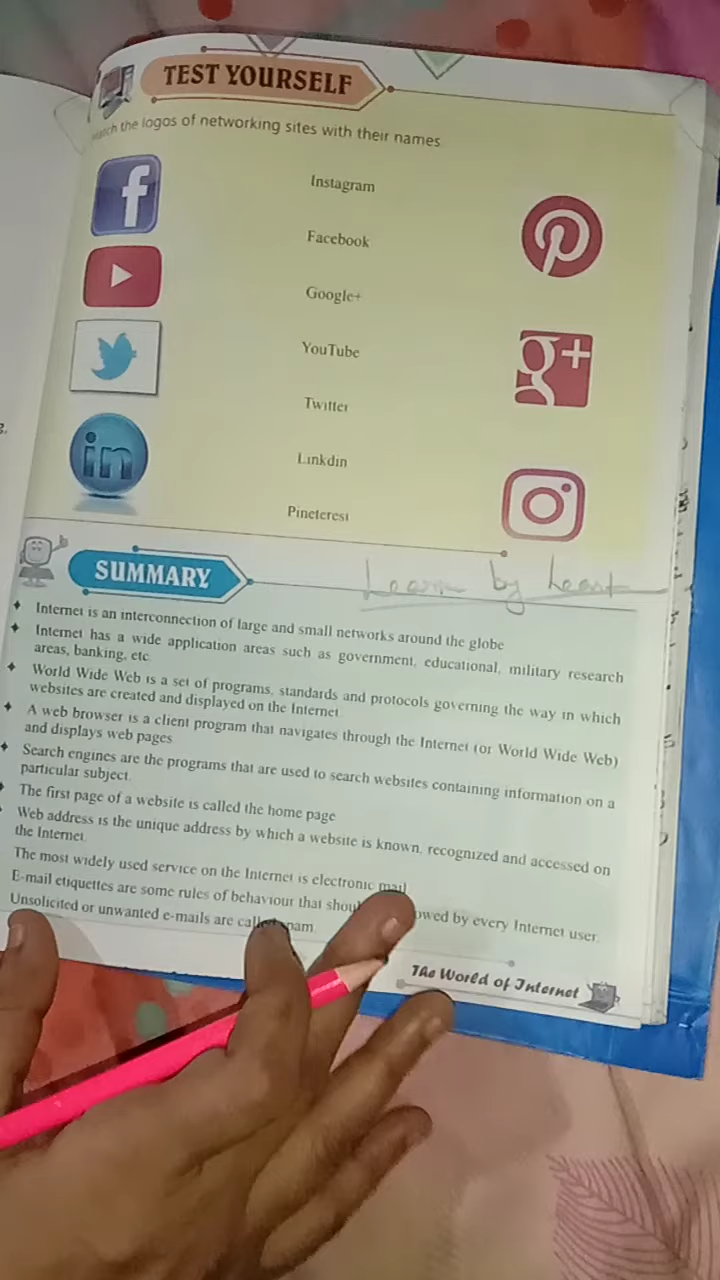 TEST YOURSELF
the logos of networking sites with their names
f
Instagram
Facebook
Google+
g+
YouTube
Twitter
in
Linkdin
Pineterest
SUMMARY
Learn by heart
Internet is an interconnection of large and small networks around the globe
Internet has a wide application areas such as government, educational, military research
areas, banking, etc
World Wide Web is a set of programs, standards and protocols governing the way in which
websites are created and displayed on the Internet
A web browser is a client program that navigates through the Internet (or World Wide Web)
and displays web pages
Search engines are the programs that are used to search websites containing information on a
particular subject.
The first page of a website is called the home page
Web address is the unique address by which a website is known, recognized and accessed on
the Internet.
The most widely used service on the Internet is electronic mail
E-mail etiquettes are some rules of behaviour that by every Internet user.
Unsolicited or unwanted e-mails are called spam
The World of Internet